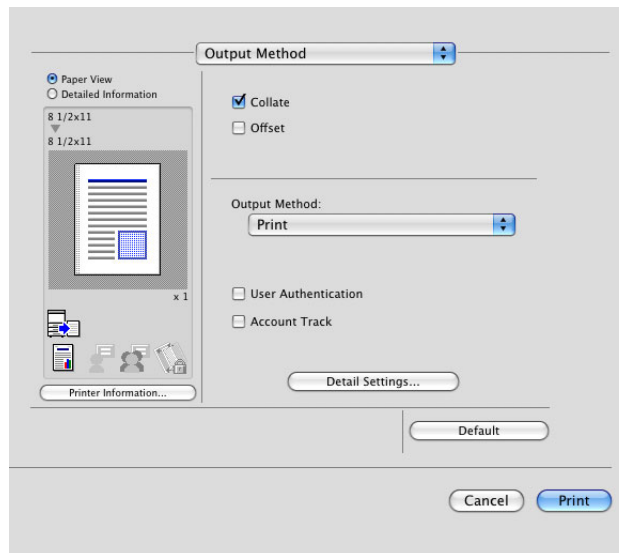 Output Method
Paper View
Detailed Information
8 1/2x11
8 1/2x11
x 1
Printer Information...
Collate
Offset
Output Method:
Print
User Authentication
Account Track
Detail Settings...
Default
Cancel
Print